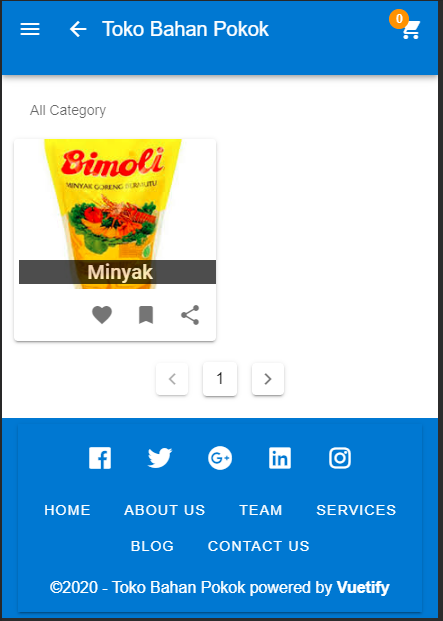 Toko Bahan Pokok
0
All Category
Bimoli
MINYAK GORENG BERMUTU
Minyak
1
HOME ABOUT US TEAM SERVICES
BLOG CONTACT US
©2020 - Toko Bahan Pokok powered by Vuetify